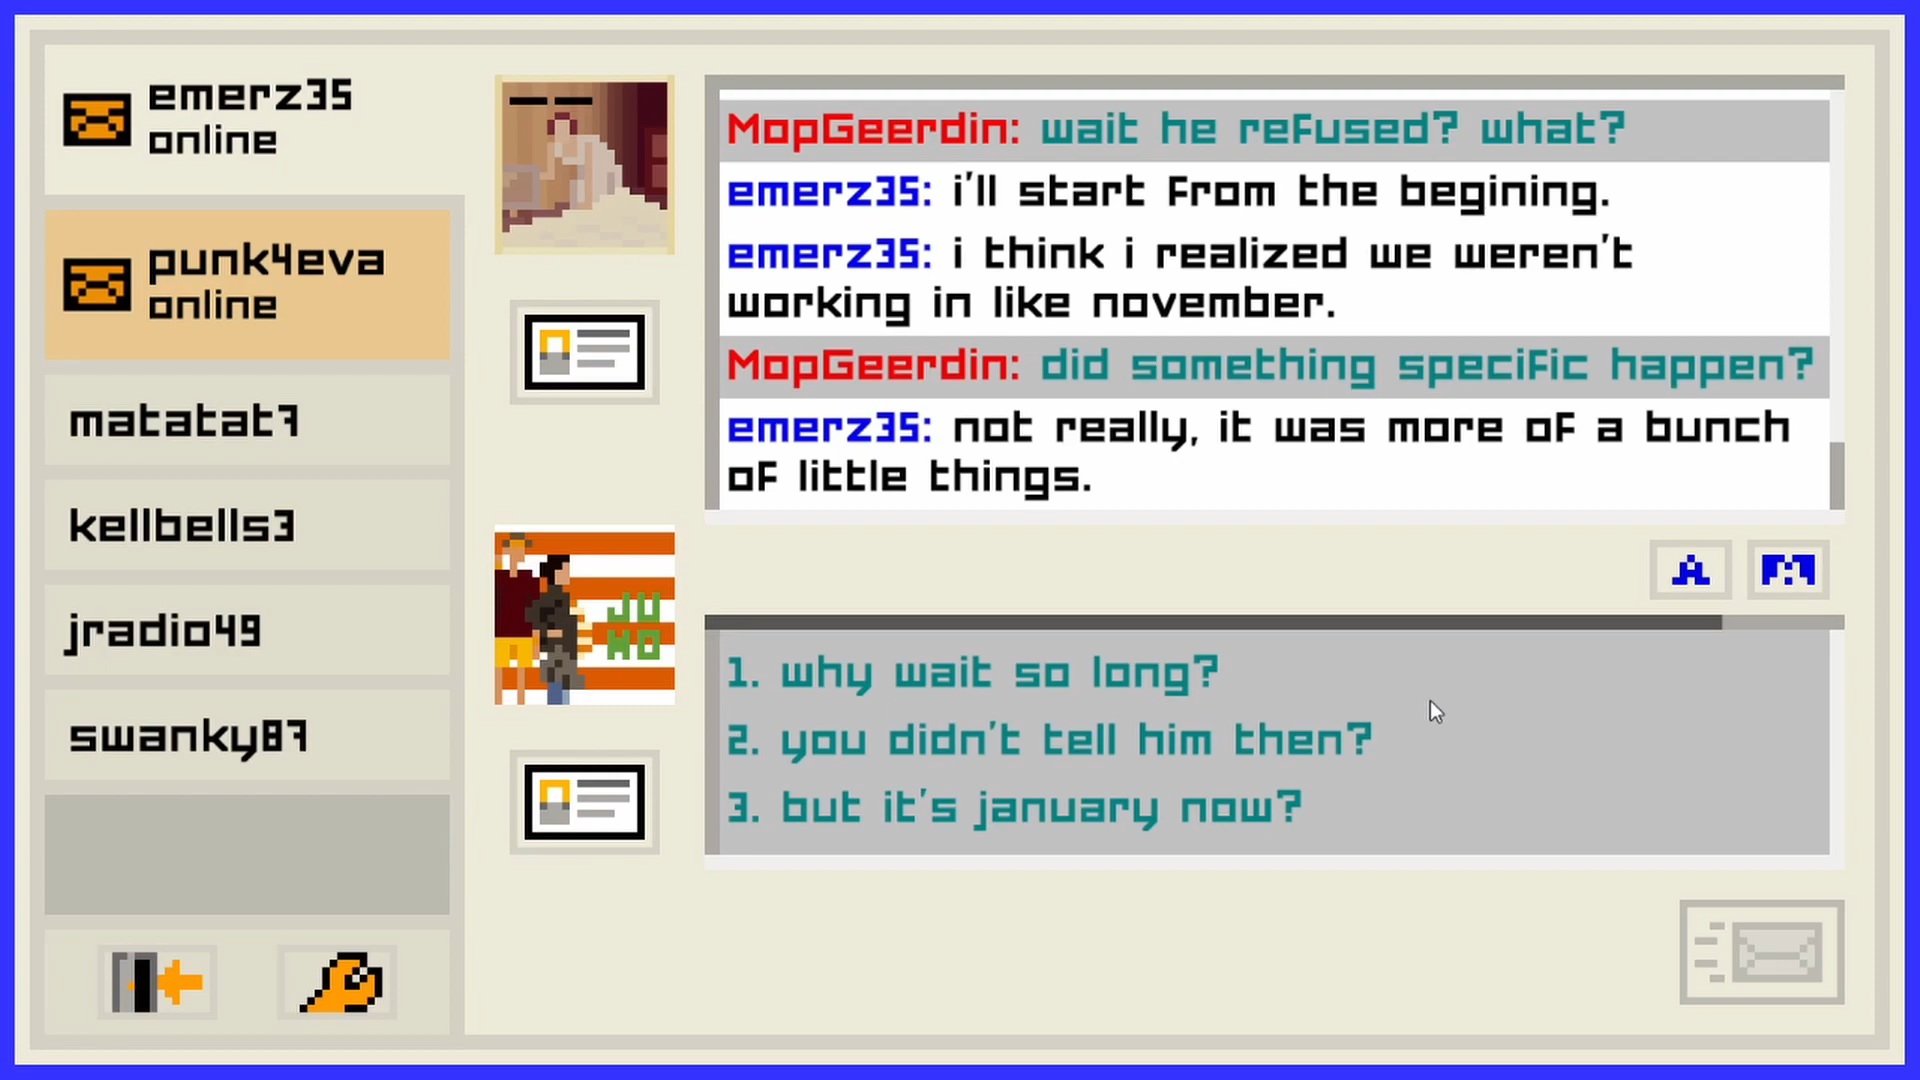 emerz35
online
punk4eva
online
matatat7
kellbells3
jradio49
swanky87
JU
NO
MopGeerdin: wait he refused? what?
emerz35: i'll start from the begining.
emerz35: i think i realized we weren't
working in like november.
MopGeerdin: did something specific happen?
emerz35: not really, it was more of a bunch
of little things.
A
1. why wait so long?
2. you didn't tell him then?
3. but it's january now?